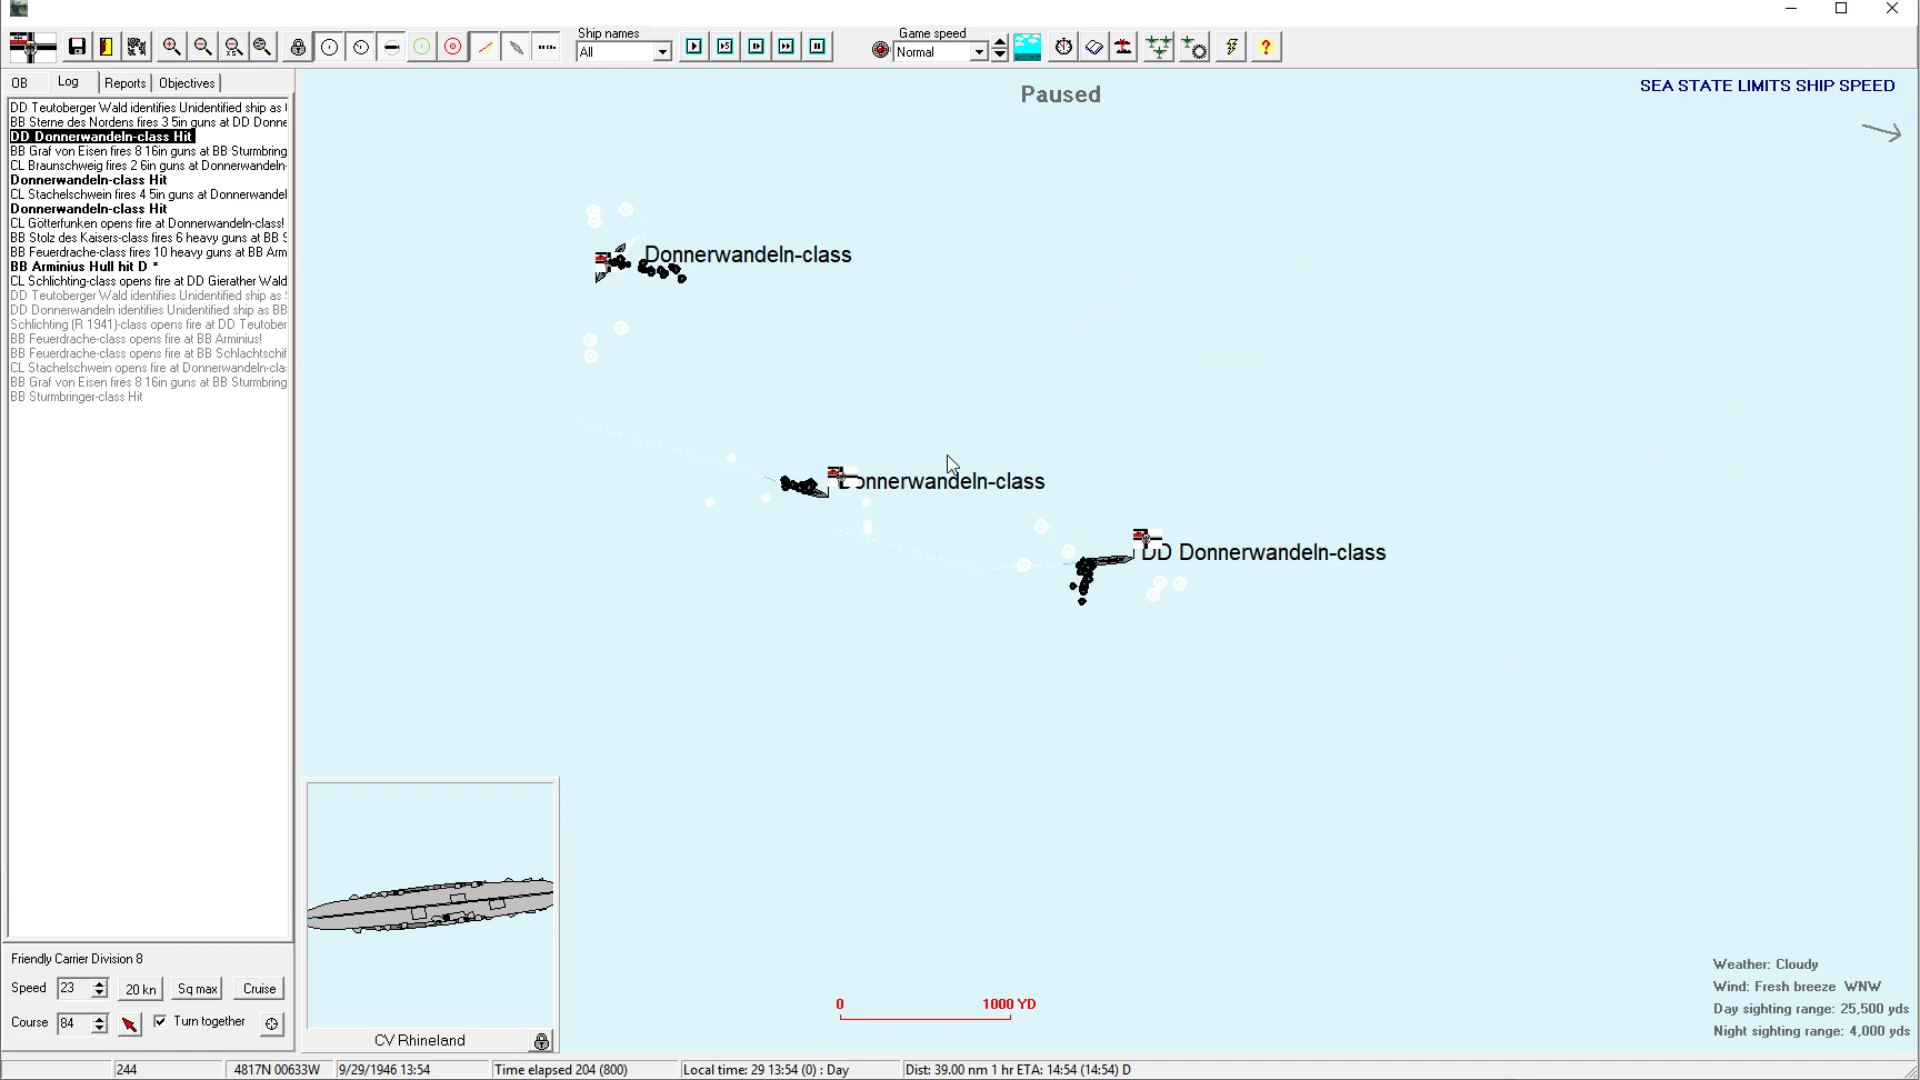 Ship names
All
Game speed
Normal
OB
Log
Reports
Objectives
SEA STATE LIMITS SHIP SPEED
Paused
DD Teutoberger Wald identifies Unidentified ship as
BB Sterne des Nordens fires 3 5in guns at DD Donne
DD Donnerwandeln-class Hit
BB Graf von Eisen fires 8 16in guns at BB Sturmbring
CL Braunschweig fires 2 6in guns at Donnerwandeln-
Donnerwandeln-class Hit
CL Stachelschwein fires 4 5in guns at Donnerwandel
Donnerwandeln-class Hit
CL Götterfunken opens fire at Donnerwandeln-class!
BB Stolz des Kaisers-class fires 6 heavy guns at BB S
BB Feuerdrache-class fires 10 heavy guns at BB Arm
BB Arminius Hull hit D *
CL Schlichting-class opens fire at DD Gierather Wald
DD Teutoberger Wald identifies Unidentified ship as
DD Donnerwandeln identifies Unidentified ship as BB
Schlichting (R 1941)-class opens fire at DD Teutober
BB Feuerdrache-class opens fire at BB Arminius!
BB Feuerdrache-class opens fire at BB Schlachtschif
CL Stachelschwein opens fire at Donnerwandeln-cla
BB Graf von Eisen fires 8 16in guns at BB Sturmbring
BB Sturmbringer-class Hit
Donnerwandeln-class
Donnerwandeln-class
DD Donnerwandeln-class
Friendly Carrier Division 8
Speed 23 20 kn Sq max Cruise
Course 84 Turn together
CV Rhineland
0 1000 YD
Weather: Cloudy
Wind: Fresh breeze WNW
Day sighting range: 25,500 yds
Night sighting range: 4,000 yds
244 4817N 00633W 9/29/1946 13:54 Time elapsed 204 (800) Local time: 29 13:54 (0) : Day Dist: 39.00 nm 1 hr ETA: 14:54 (14:54) D